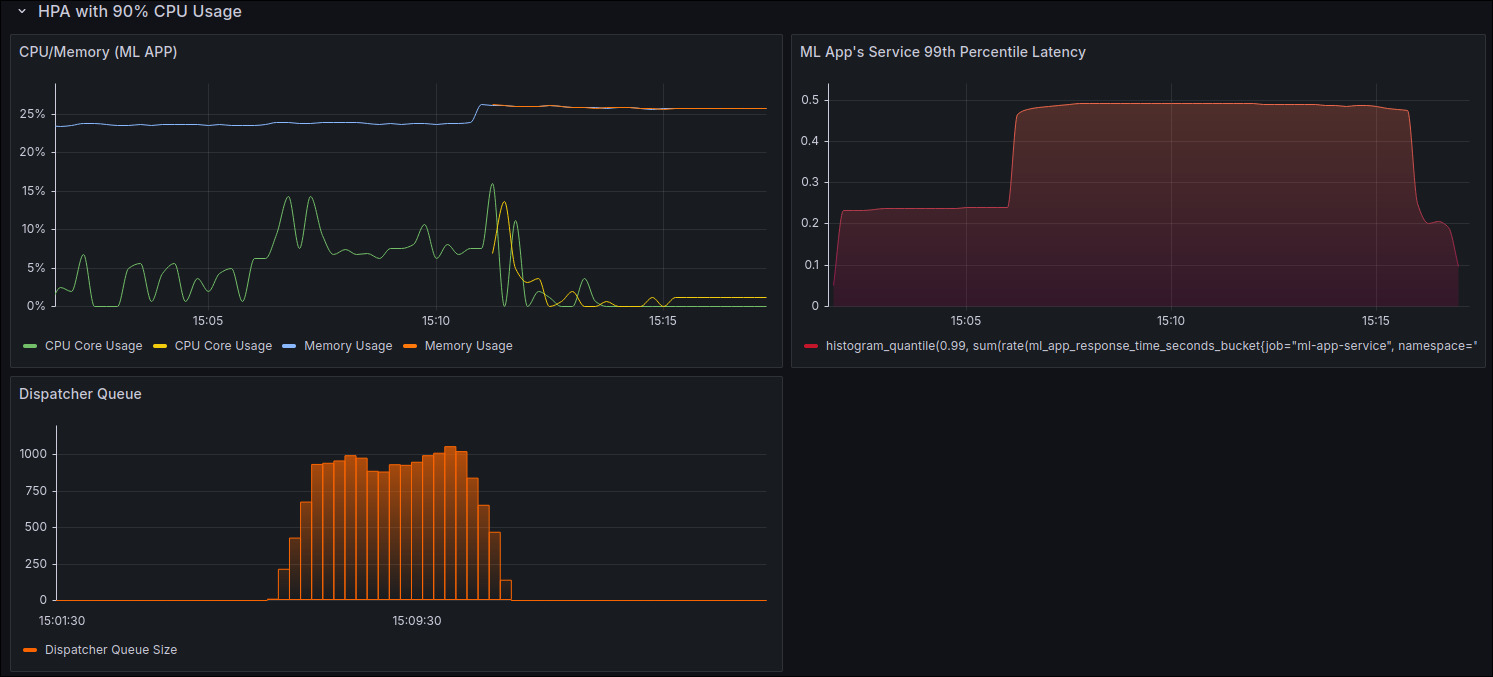 HPA with 90% CPU Usage
CPU/Memory (ML APP)
25%
20%
15%
10%
5%
0%
15:05 15:10 15:15
CPU Core Usage CPU Core Usage Memory Usage Memory Usage
ML App's Service 99th Percentile Latency
0.5
0.4
0.3
0.2
0.1
0
15:05 15:10 15:15
histogram_quantile(0.99, sum(rate(ml_app_response_time_seconds_bucket{job="ml-app-service", namespace="
Dispatcher Queue
1000
750
500
250
0
15:01:30 15:09:30
Dispatcher Queue Size